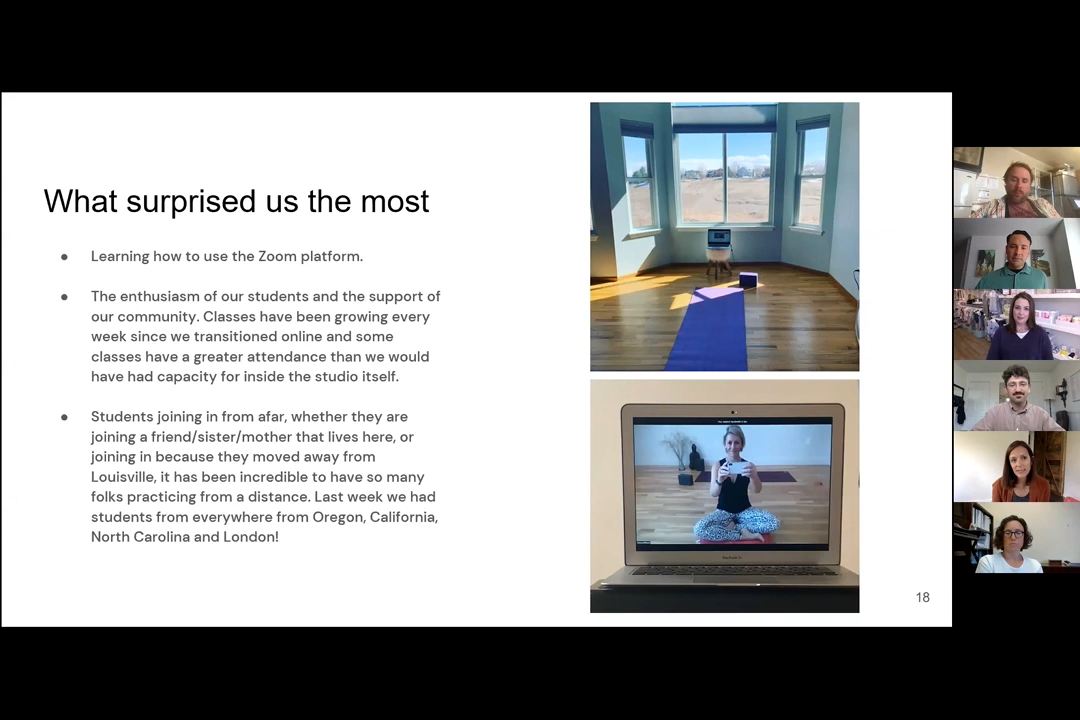 What surprised us the most
● Learning how to use the Zoom platform.
● The enthusiasm of our students and the support of
our community. Classes have been growing every
week since we transitioned online and some
classes have a greater attendance than we would
have had capacity for inside the studio itself.
● Students joining in from afar, whether they are
joining a friend/sister/mother that lives here, or
joining in because they moved away from
Louisville, it has been incredible to have so many
folks practicing from a distance. Last week we had
students from everywhere from Oregon, California,
North Carolina and London!
18